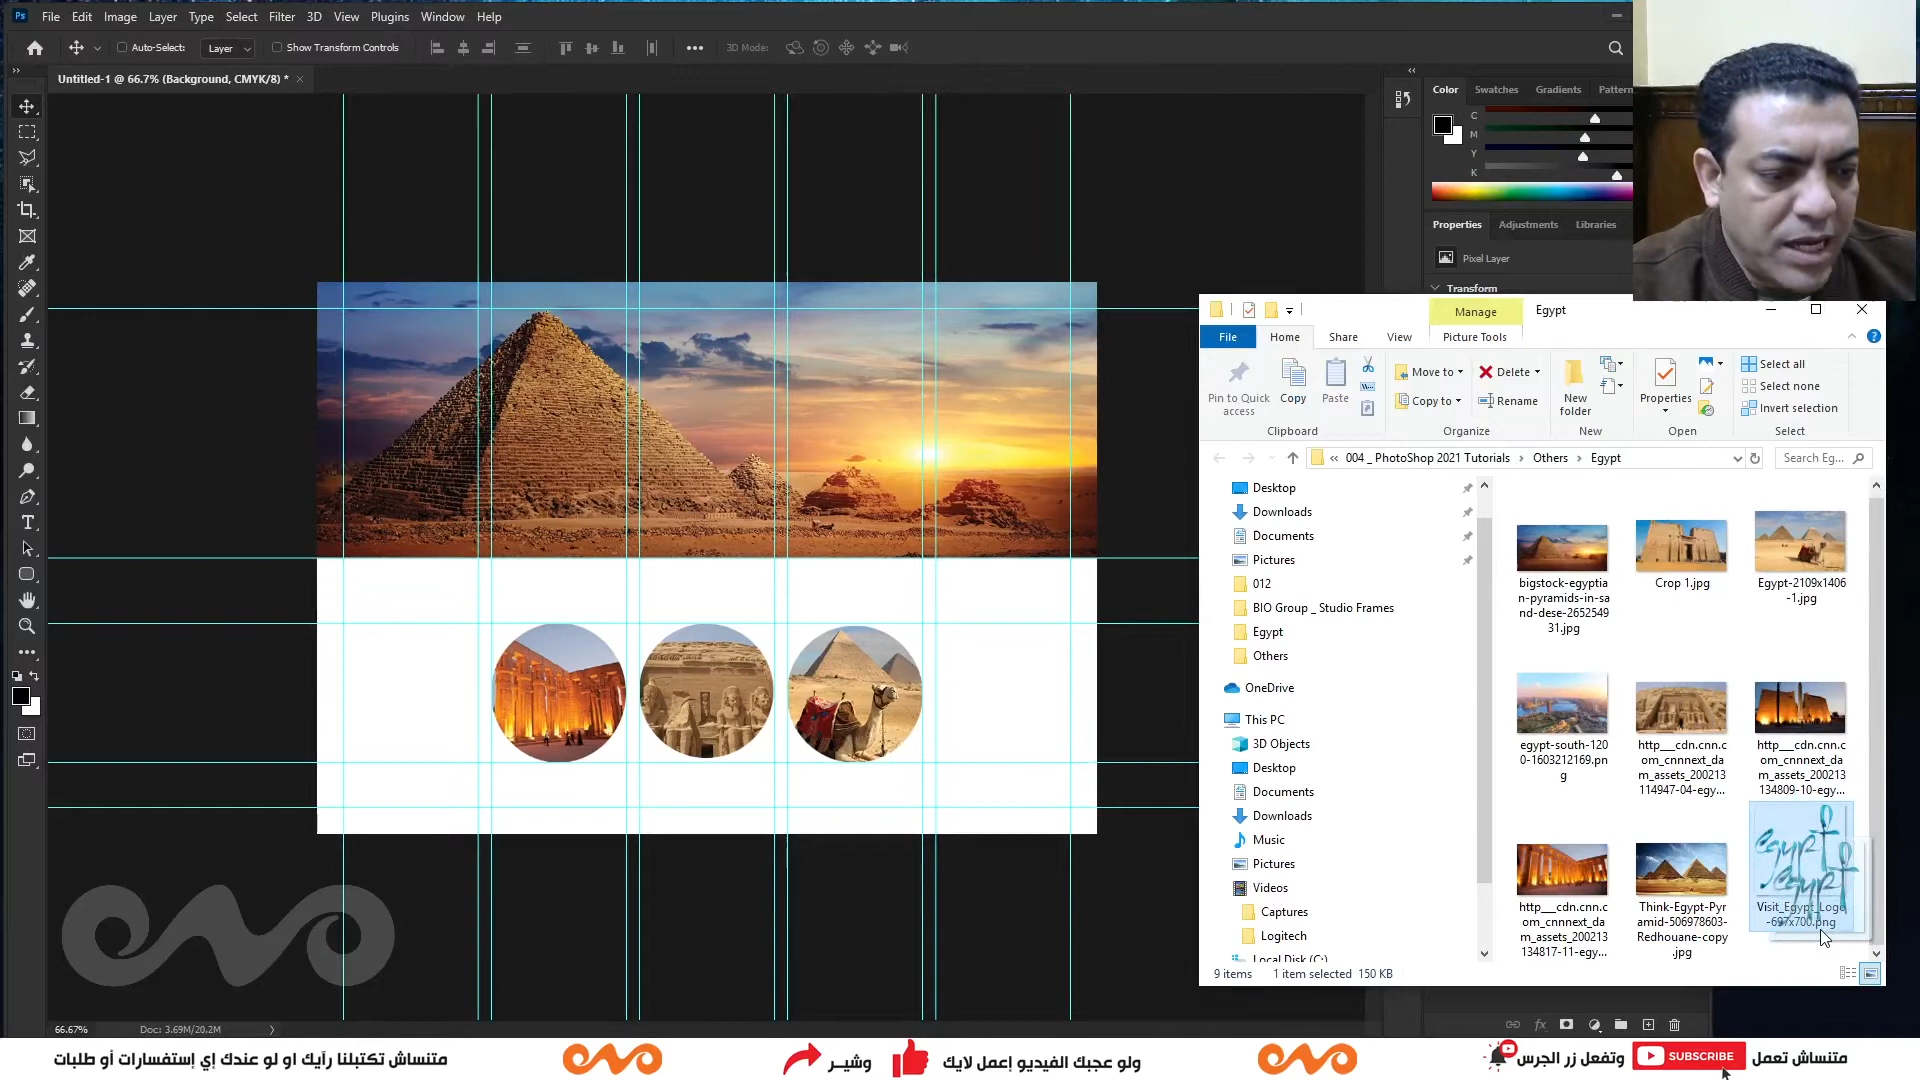 Ps File Edit Image Layer Type Select Filter 3D View Plugins Window Help
Auto-Select: Layer Show Transform Controls 3D Mode:
Untitled-1 @ 66.7% (Background, CMYK/8) * ×
Color Swatches Gradients Pattern
C
M
Y
K
Properties Adjustments Libraries
Pixel Layer
Transform
Manage Egypt
File Home Share View Picture Tools
Pin to Quick access Copy Paste
Move to Copy to Delete Rename
New folder Properties
Select all
Select none
Invert selection
Clipboard Organize New Open Select
« 004 _ PhotoShop 2021 Tutorials Others Egypt Search Eg...
Desktop
Downloads
Documents
Pictures
012
BIO Group _ Studio Frames
Egypt
Others
OneDrive
This PC
3D Objects
Desktop
Documents
Downloads
Music
Pictures
Videos
Captures
Logitech
Local Disk (C:)
bigstock-egyptian-pyramids-in-sand-dese-265254931.jpg
Crop 1.jpg
Egypt-2109x1406-1.jpg
egypt-south-1200-1603212169.png
http___cdn.cnn.com_cnnnext_dam_assets_200213114947-04-egy...
http___cdn.cnn.com_cnnnext_dam_assets_200213134809-10-egy...
http___cdn.cnn.com_cnnnext_dam_assets_200213134817-11-egy...
Think-Egypt-Pyramid-506978603-Redhouane-copy.jpg
egypt
egypt
Visit_Egypt_Logo-697x700.png
9 items 1 item selected 150 KB
66.67% Doc: 3.69M/20.2M
متنساش تعمل SUBSCRIBE وتفعل زر الجرس
ولو عجبك الفيديو إعمل لايك وشيـر
متنساش تكتبلنا رآيك او لو عندك إي إستفسارات أو طلبات